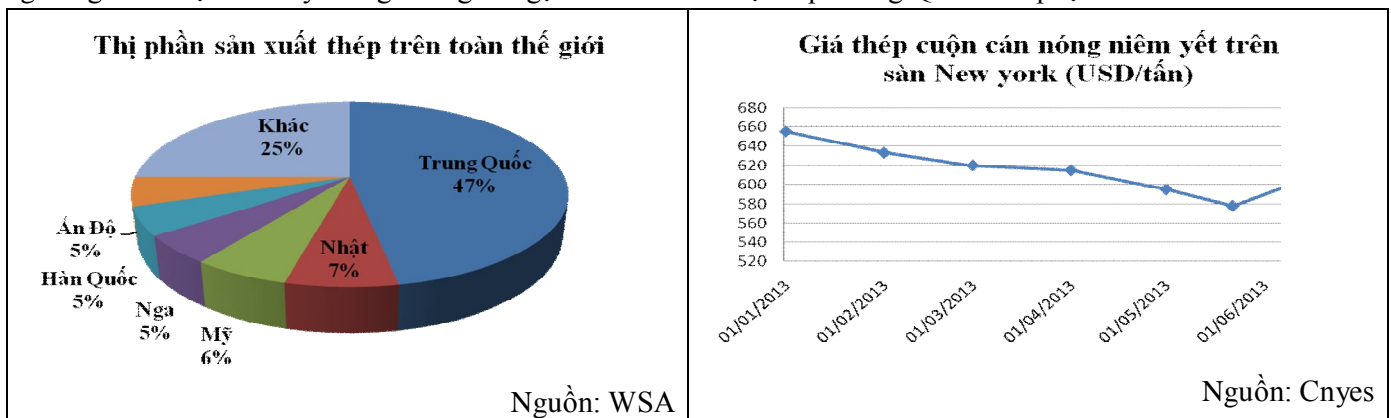 Thị phần sản xuất thép trên toàn thế giới
Khác
25%
Trung Quốc
47%
Ấn Độ
5%
Nhật
7%
Hàn Quốc
5%
Nga
5%
Mỹ
6%
Nguồn: WSA
Giá thép cuộn cán nóng niêm yết trên
sàn New york (USD/tấn)
680
660
640
620
600
580
560
540
520
01/01/2013
01/02/2013
01/03/2013
01/04/2013
01/05/2013
01/06/2013
Nguồn: Cnyes